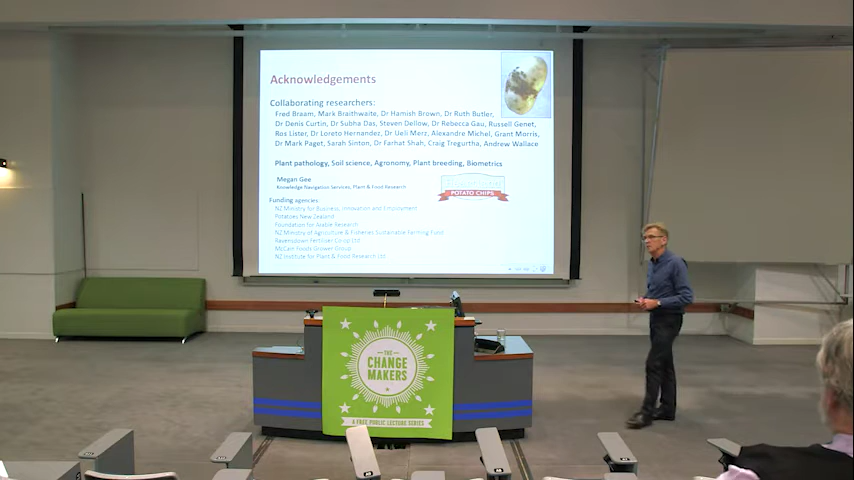 Acknowledgements
Collaborating researchers:
Fred Braam, Mark Braithwaite, Dr Hamish Brown, Dr Ruth Butler,
Dr Denis Curtin, Dr Subha Das, Steven Dellow, Dr Rebecca Gau, Russell Genet,
Ros Lister, Dr Loreto Hernandez, Dr Ueli Merz, Alexandre Michel, Grant Morris,
Dr Mark Paget, Sarah Sinton, Dr Farhat Shah, Craig Tregurtha, Andrew Wallace
Plant pathology, Soil science, Agronomy, Plant breeding, Biometrics
Megan Gee
Knowledge Navigation Services, Plant & Food Research
POTATO CHIPS
Funding agencies
NZ Ministry for Business, Innovation and Employment
Potatoes New Zealand
Foundation for Arable Research
NZ Ministry of Agriculture & Fisheries Sustainable Farming Fund
Ravensdown Fertiliser Co-op Ltd
McCain Foods Grower Group
NZ Institute for Plant & Food Research Ltd
THE
CHANGE
MAKERS
A FREE PUBLIC LECTURE SERIES